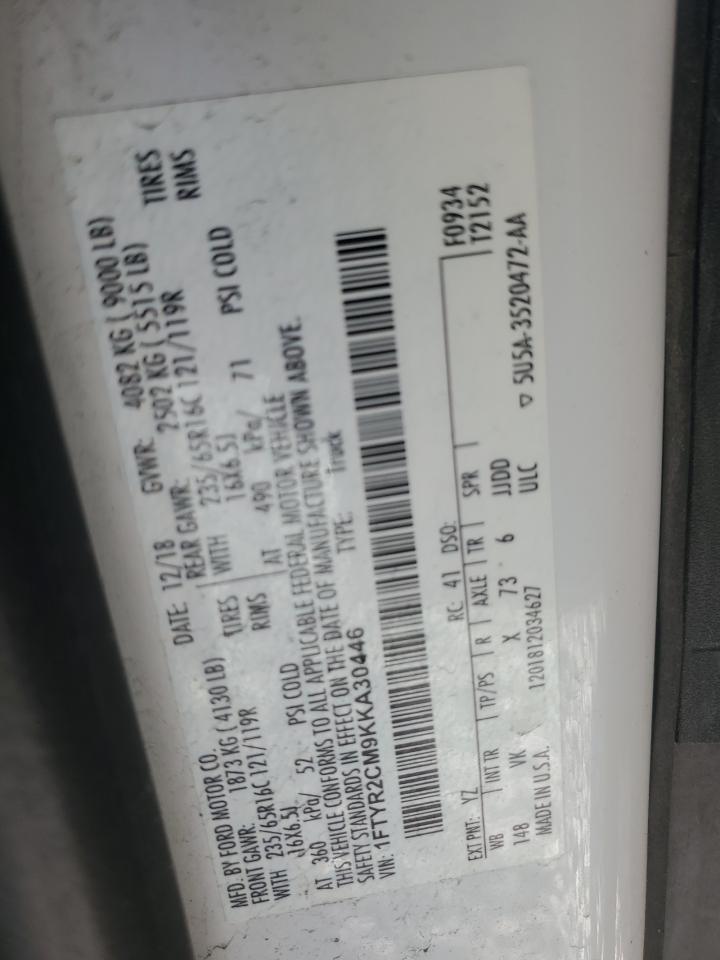 MFD. BY FORD MOTOR CO. DATE: 12/18 GVWR: 4082 KG ( 9000 LB)
FRONT GAWR: 1873 KG ( 4130 LB) REAR GAWR: 2502 KG ( 5515 LB)
WITH 235/65R16C 121/119R TIRES WITH 235/65R16C 121/119R TIRES
16X6.5J RIMS 16X6.5J RIMS
AT 360 kPa/ 52 PSI COLD AT 490 kPa/ 71 PSI COLD
THIS VEHICLE CONFORMS TO ALL APPLICABLE FEDERAL MOTOR VEHICLE
SAFETY STANDARDS IN EFFECT ON THE DATE OF MANUFACTURE SHOWN ABOVE.
VIN: 1FTYR2CM9KKA30446 TYPE: Truck
F0934
T2152
EXT PNT: YZ RC: 41 DSO:
WB INT TR TP/PS R AXLE TR SPR
148 VK X 73 6 JJDD
MADE IN U.S.A. 1201812034627 ULC ▽ 5U5A-3520472-AA